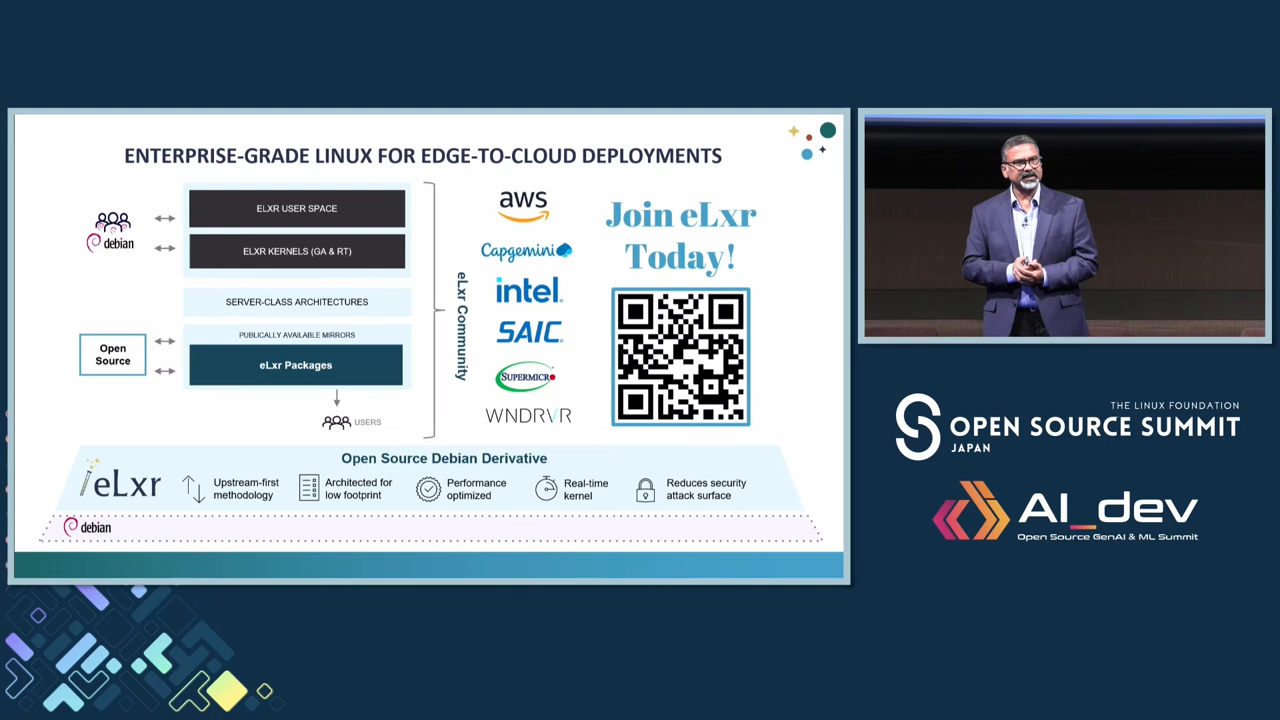 ENTERPRISE-GRADE LINUX FOR EDGE-TO-CLOUD DEPLOYMENTS
debian
ELXR USER SPACE
ELXR KERNELS (GA & RT)
SERVER-CLASS ARCHITECTURES
Open
Source
PUBLICALLY AVAILABLE MIRRORS
eLxr Packages
USERS
eLxr Community
aws
Capgemini
intel.
SAIC.
SUPERMICRO
WNDRVR
Join eLxr
Today!
Open Source Debian Derivative
eLxr
Upstream-first
methodology
Architected for
low footprint
Performance
optimized
Real-time
kernel
Reduces security
attack surface
debian
THE LINUX FOUNDATION
OPEN SOURCE SUMMIT
JAPAN
AI_dev
Open Source GenAI & ML Summit